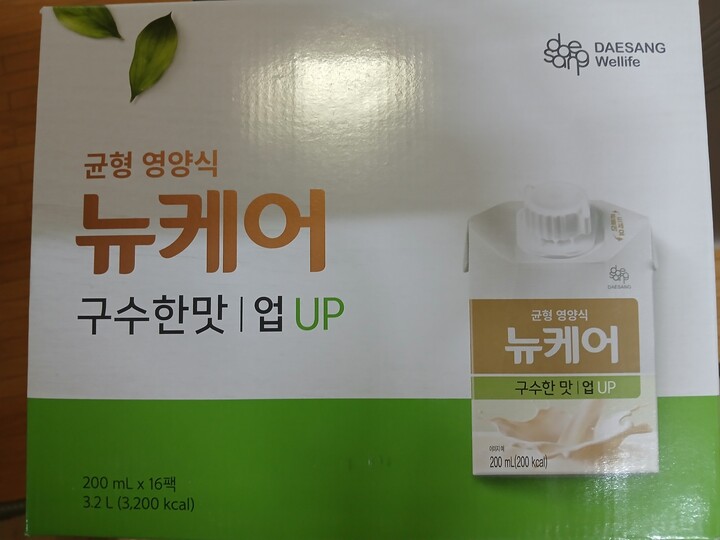 DAESANG
Wellife
균형 영양식
뉴케어
구수한맛 | 업 UP
200 mL x 16팩
3.2 L (3,200 kcal)
DAESANG
균형 영양식
뉴케어
구수한 맛 | 업 UP
200 mL(200 kcal)